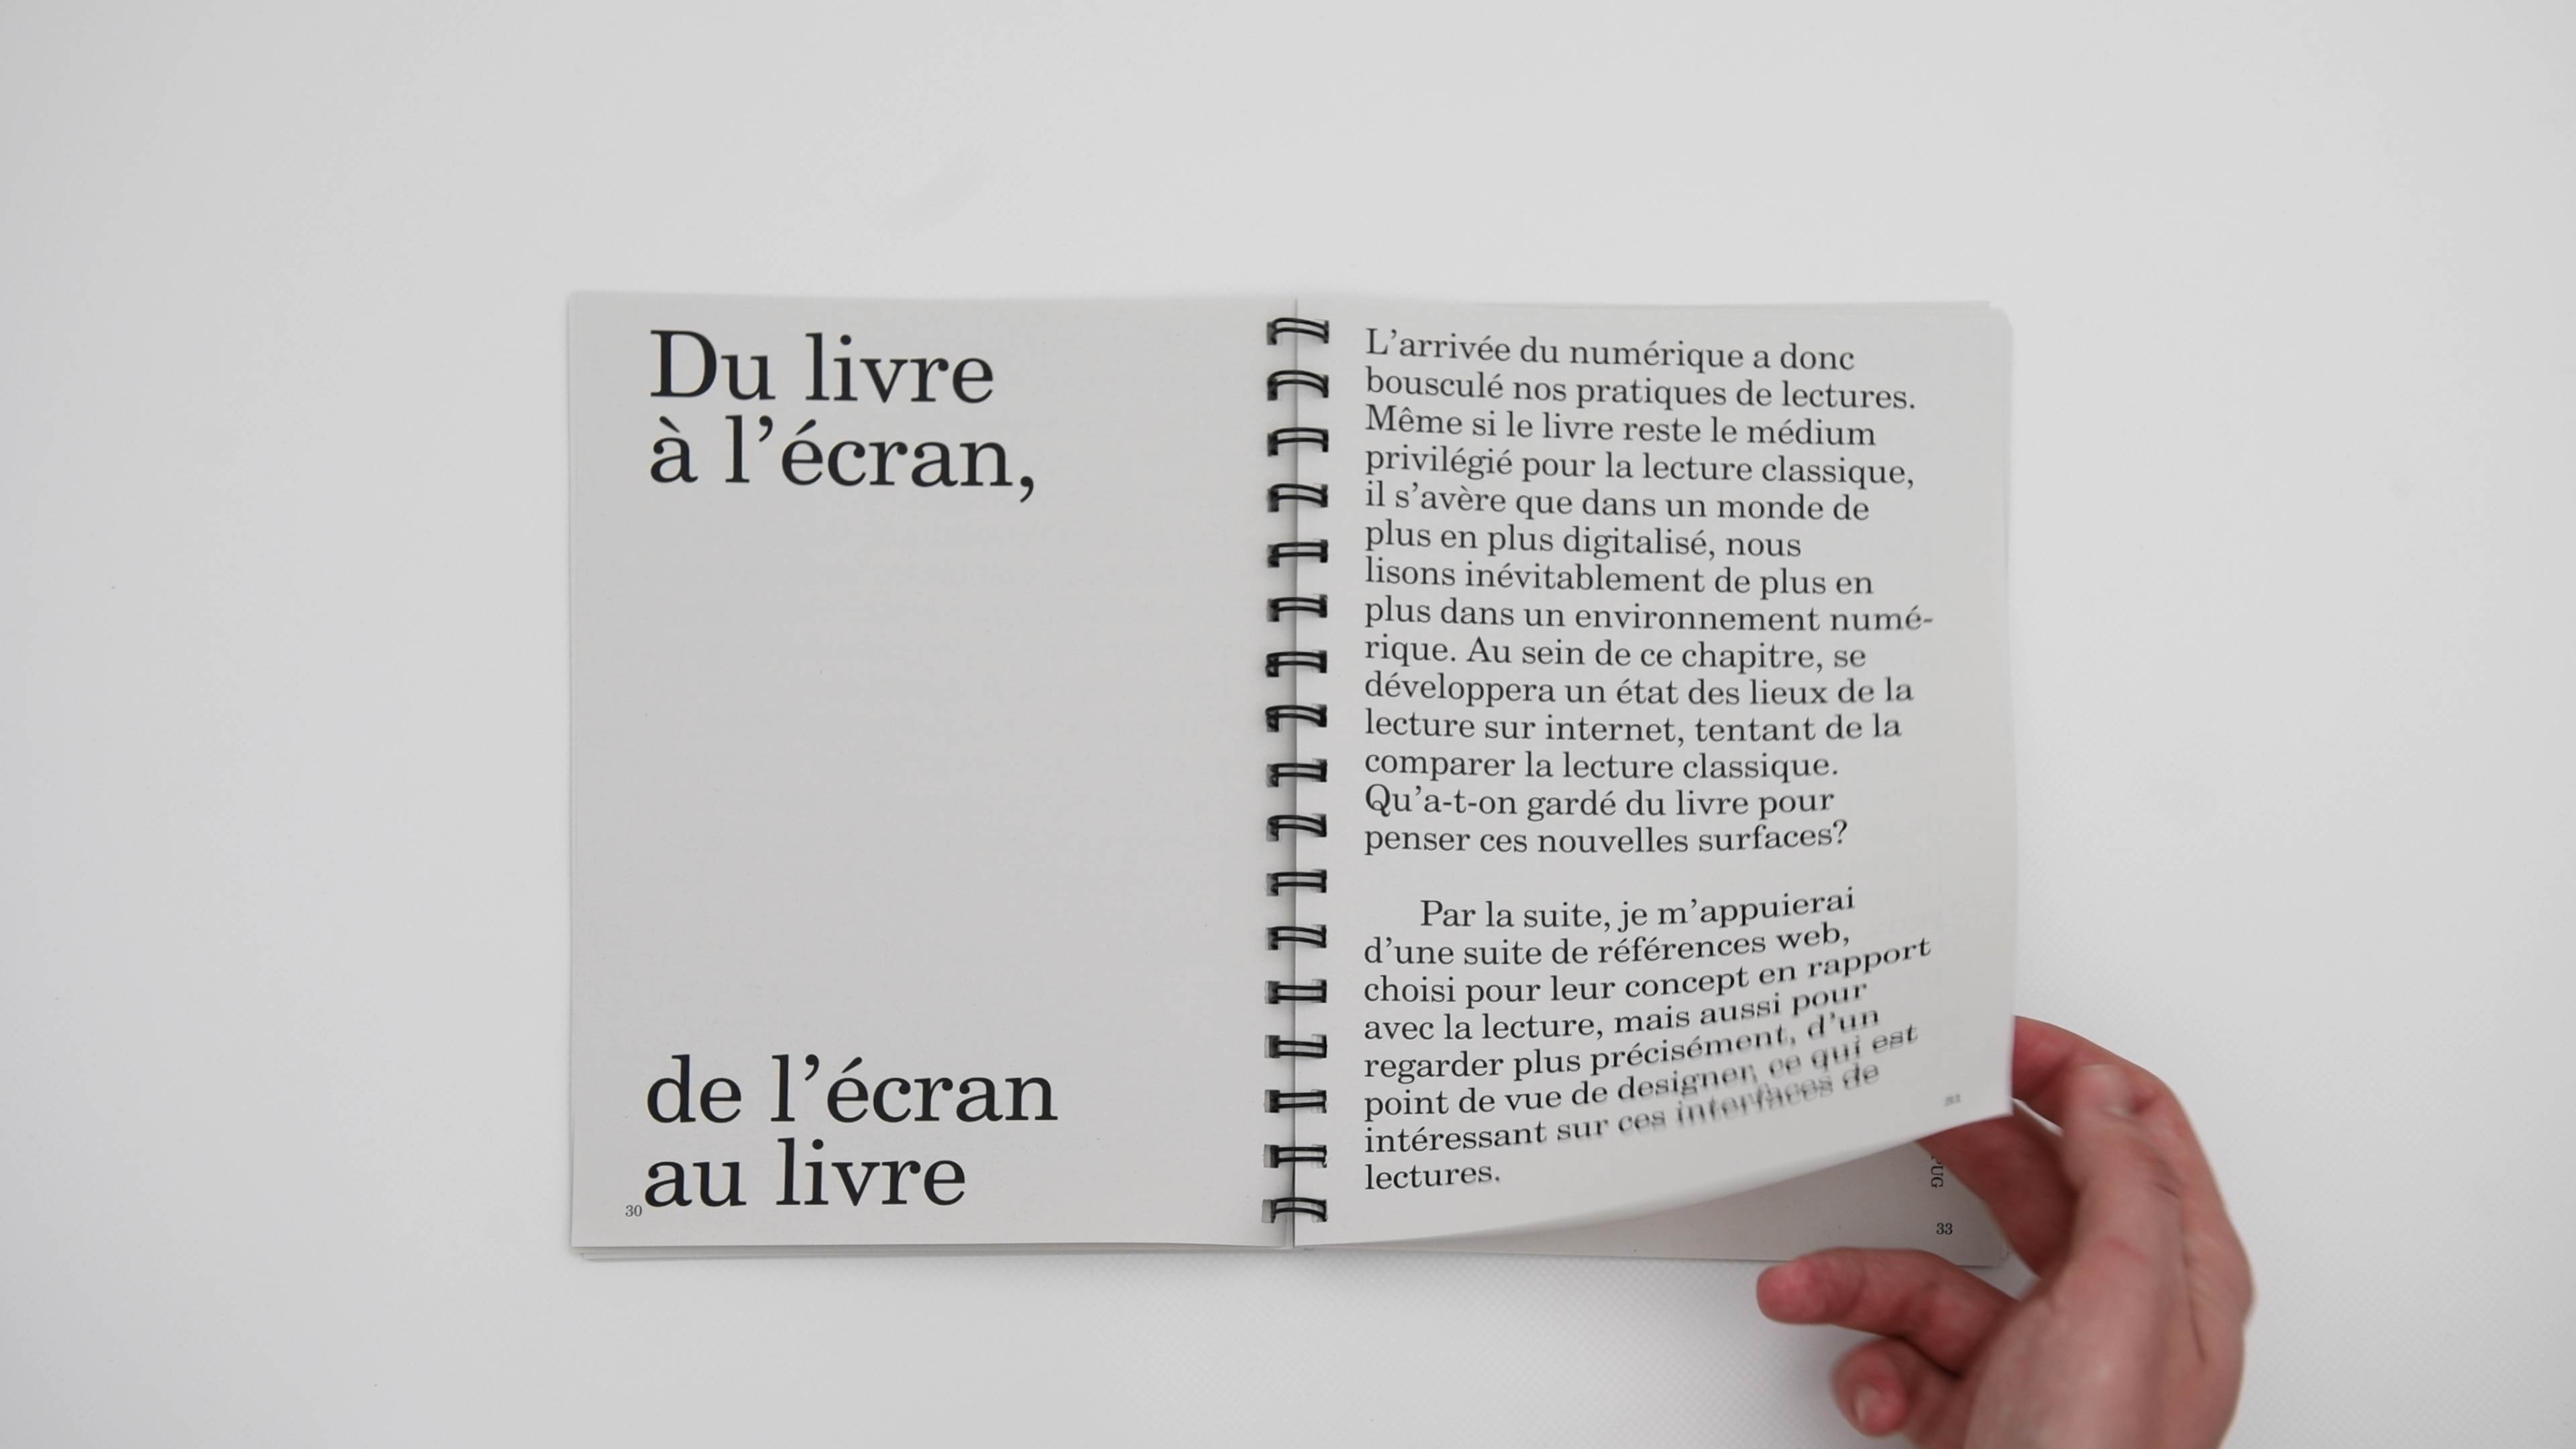 Du livre
à l’écran,
de l’écran
au livre
30
L’arrivée du numérique a donc
bousculé nos pratiques de lectures.
Même si le livre reste le médium
privilégié pour la lecture classique,
il s’avère que dans un monde de
plus en plus digitalisé, nous
lisons inévitablement de plus en
plus dans un environnement numé-
rique. Au sein de ce chapitre, se
développera un état des lieux de la
lecture sur internet, tentant de la
comparer la lecture classique.
Qu’a-t-on gardé du livre pour
penser ces nouvelles surfaces?
Par la suite, je m’appuierai
d’une suite de références web,
choisi pour leur concept en rapport
avec la lecture, mais aussi pour
regarder plus précisément, d’un
point de vue de designer, ce qui est
intéressant sur ces interfaces de
lectures.
33